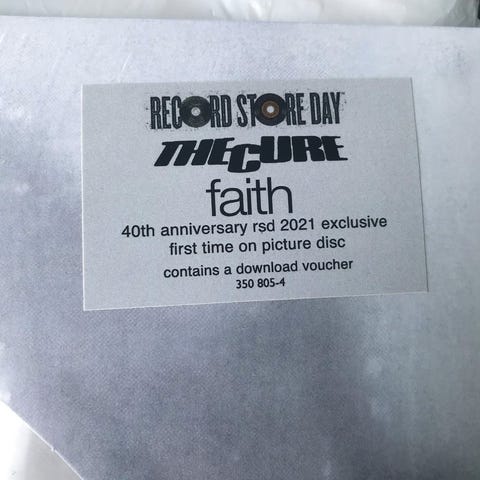 RECORD STORE DAY
THE CURE
faith
40th anniversary rsd 2021 exclusive
first time on picture disc
contains a download voucher
350 805-4